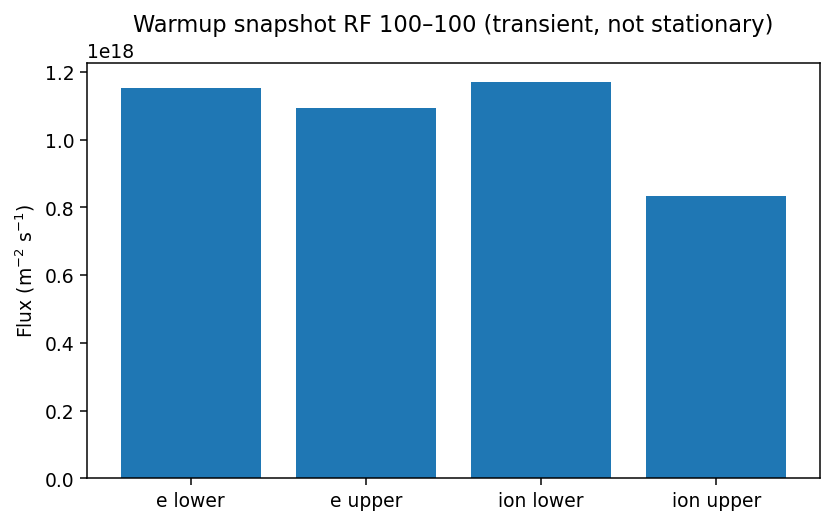 Warmup snapshot RF 100–100 (transient, not stationary)
1e18
1.2
1.0
0.8
0.6
0.4
0.2
0.0
Flux (m⁻² s⁻¹)
e lower e upper ion lower ion upper